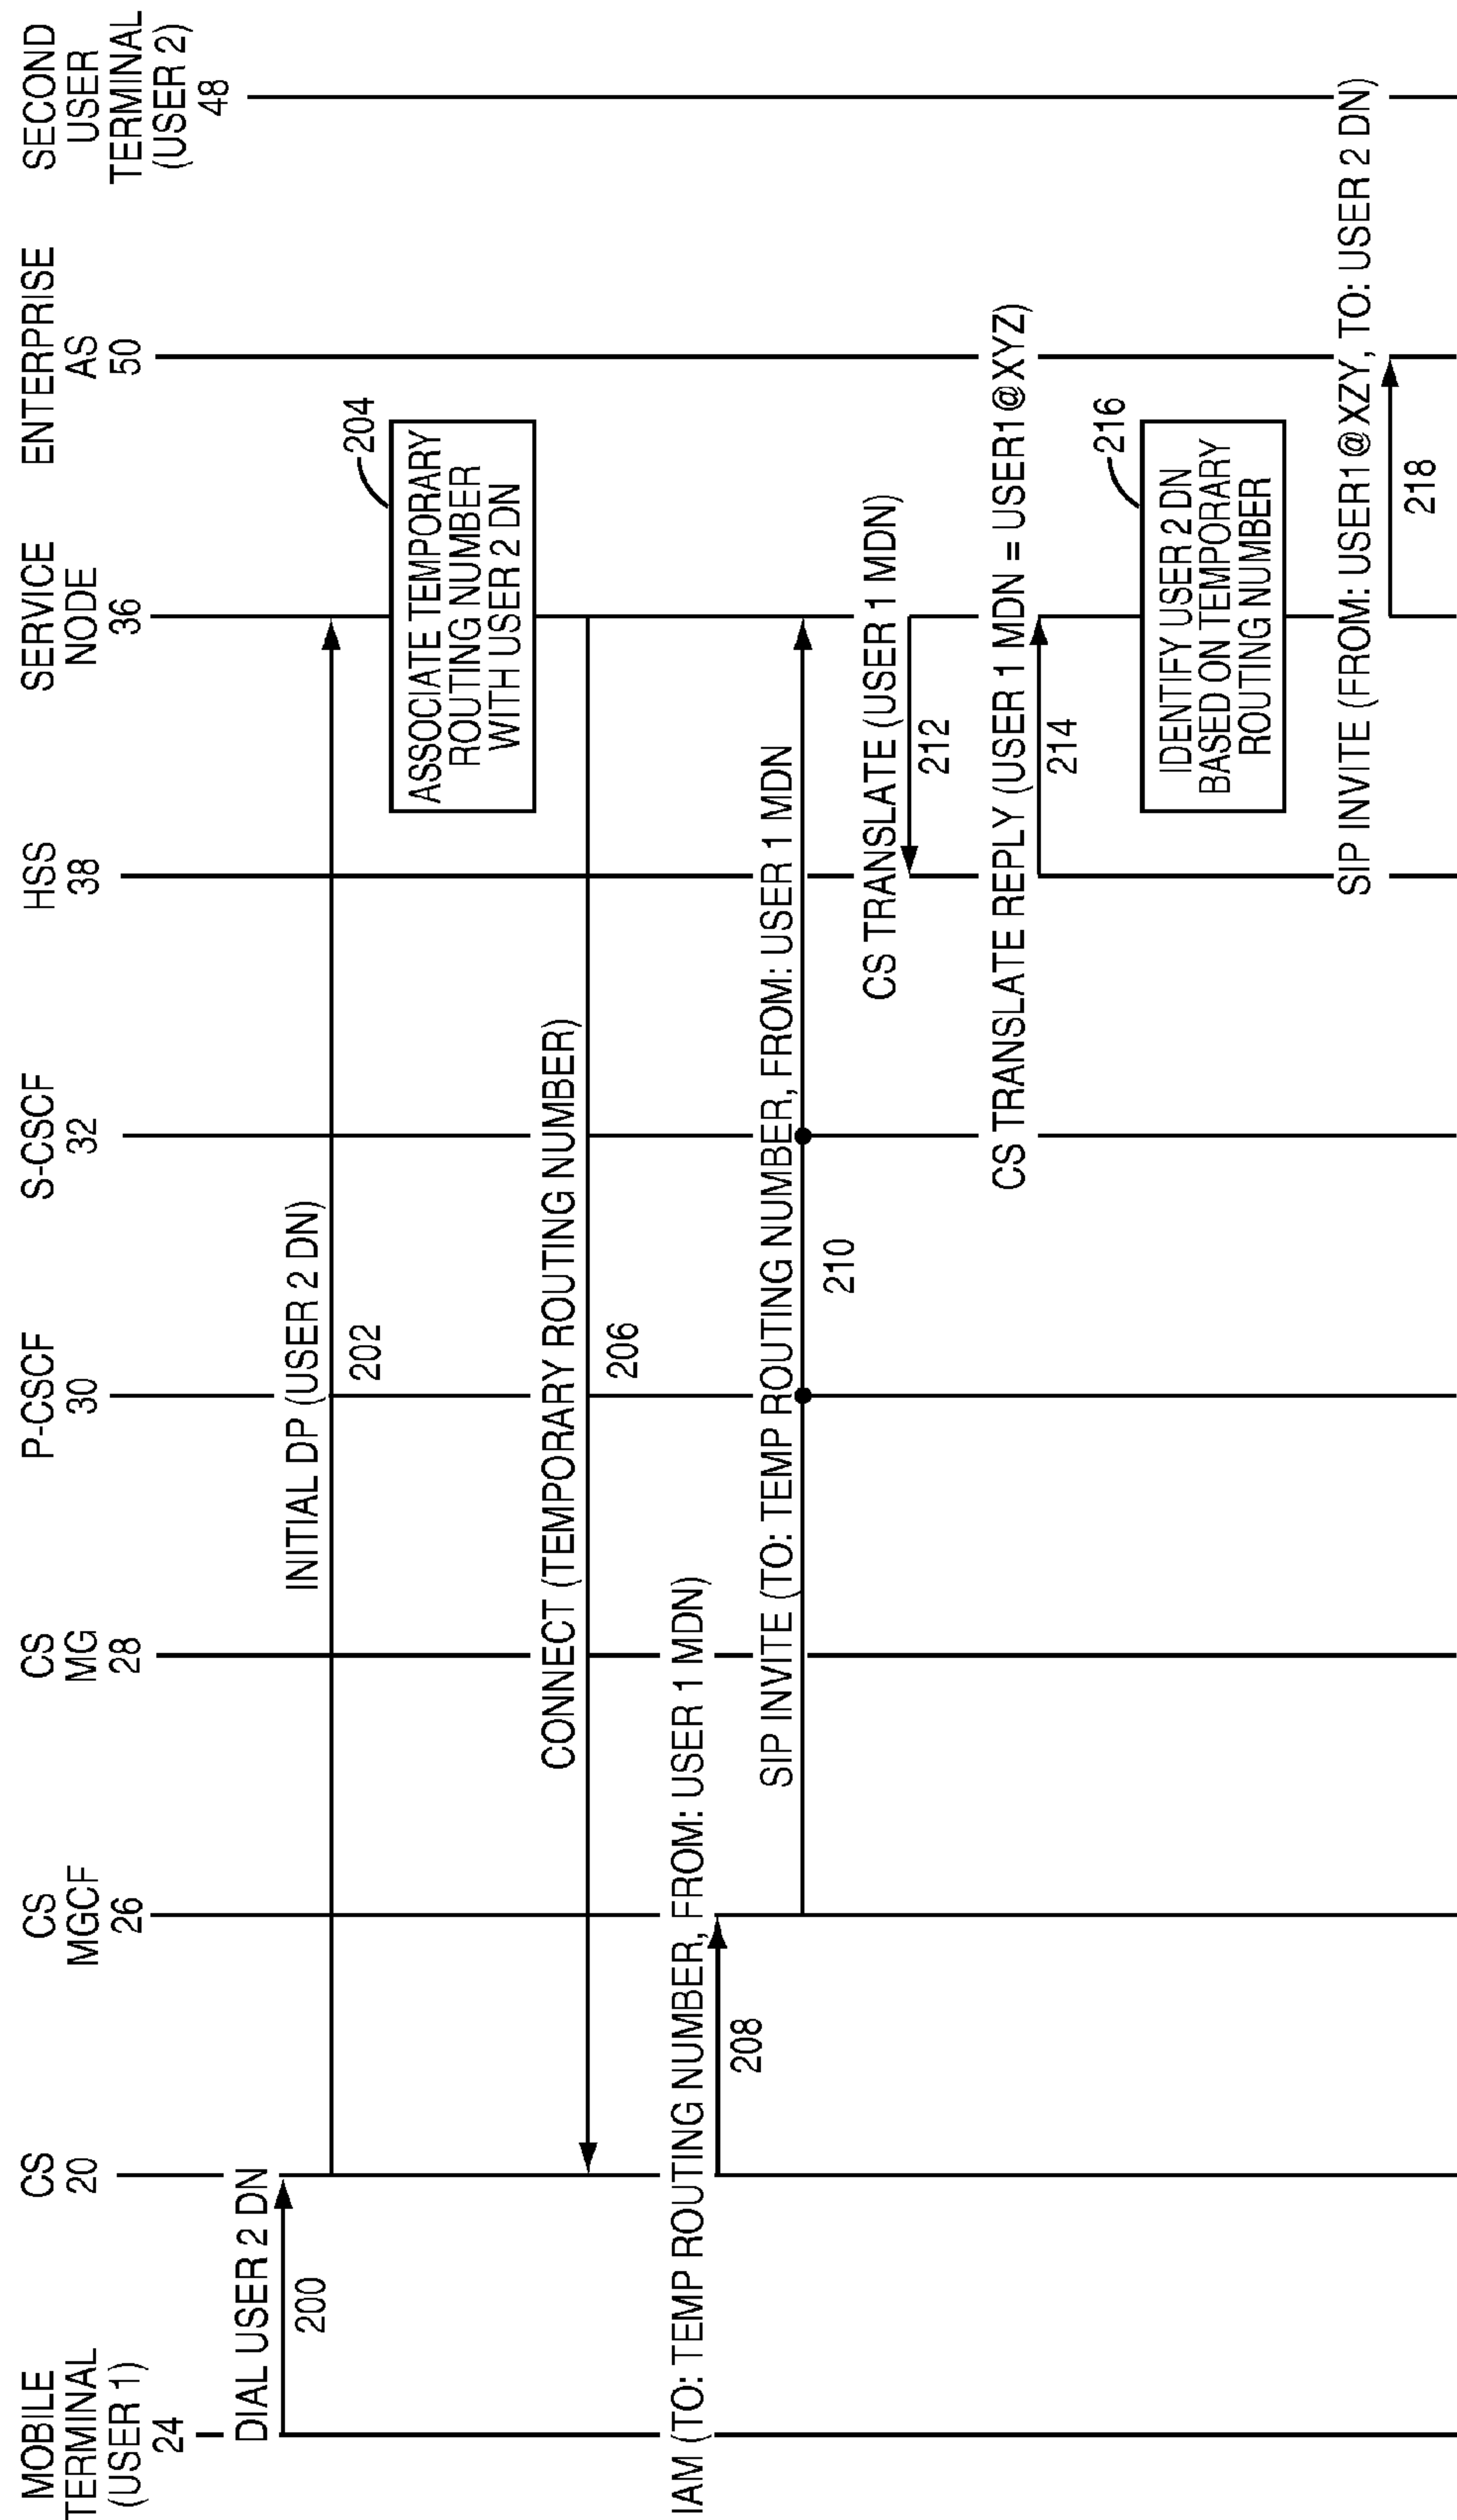 MOBILE
TERMINAL
(USER 1)
24
CS
20
CS
MGCF
26
CS
MG
28
P-CSCF
30
S-CSCF
32
HSS
38
SERVICE
NODE
36
ENTERPRISE
AS
50
SECOND
USER
TERMINAL
(USER 2)
48
DIAL USER 2 DN
200
INITIAL DP (USER 2 DN)
202
204
ASSOCIATE TEMPORARY
ROUTING NUMBER
WITH USER 2 DN
CONNECT (TEMPORARY ROUTING NUMBER)
206
IAM (TO: TEMP ROUTING NUMBER, FROM: USER 1 MDN)
208
SIP INVITE (TO: TEMP ROUTING NUMBER, FROM: USER 1 MDN
210
CS TRANSLATE (USER 1 MDN)
212
CS TRANSLATE REPLY (USER 1 MDN = USER1@XYZ)
214
216
IDENTIFY USER 2 DN
BASED ON TEMPORARY
ROUTING NUMBER
SIP INVITE (FROM: USER1@XZY, TO: USER 2 DN)
218